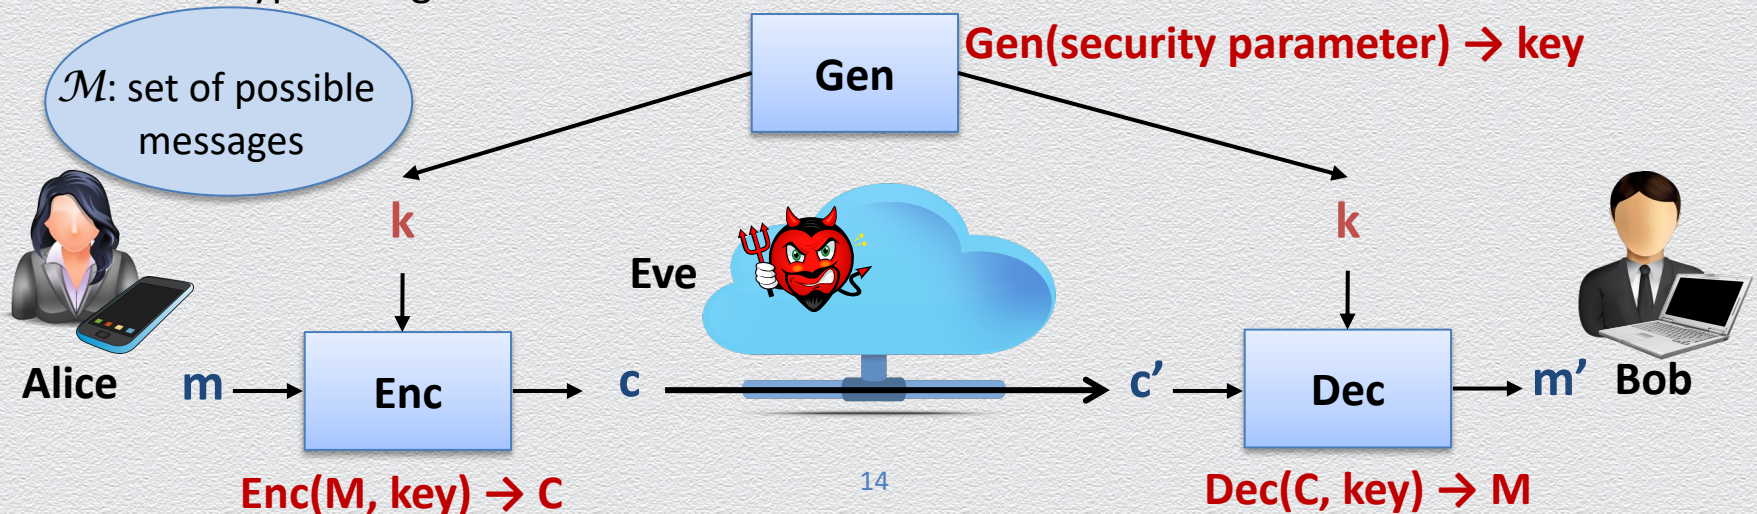 Gen
Gen(security parameter) → key
ℳ: set of possible
messages
k
k
Eve
Alice
m
Enc
c
c’
Dec
m’
Bob
Enc(M, key) → C
14
Dec(C, key) → M